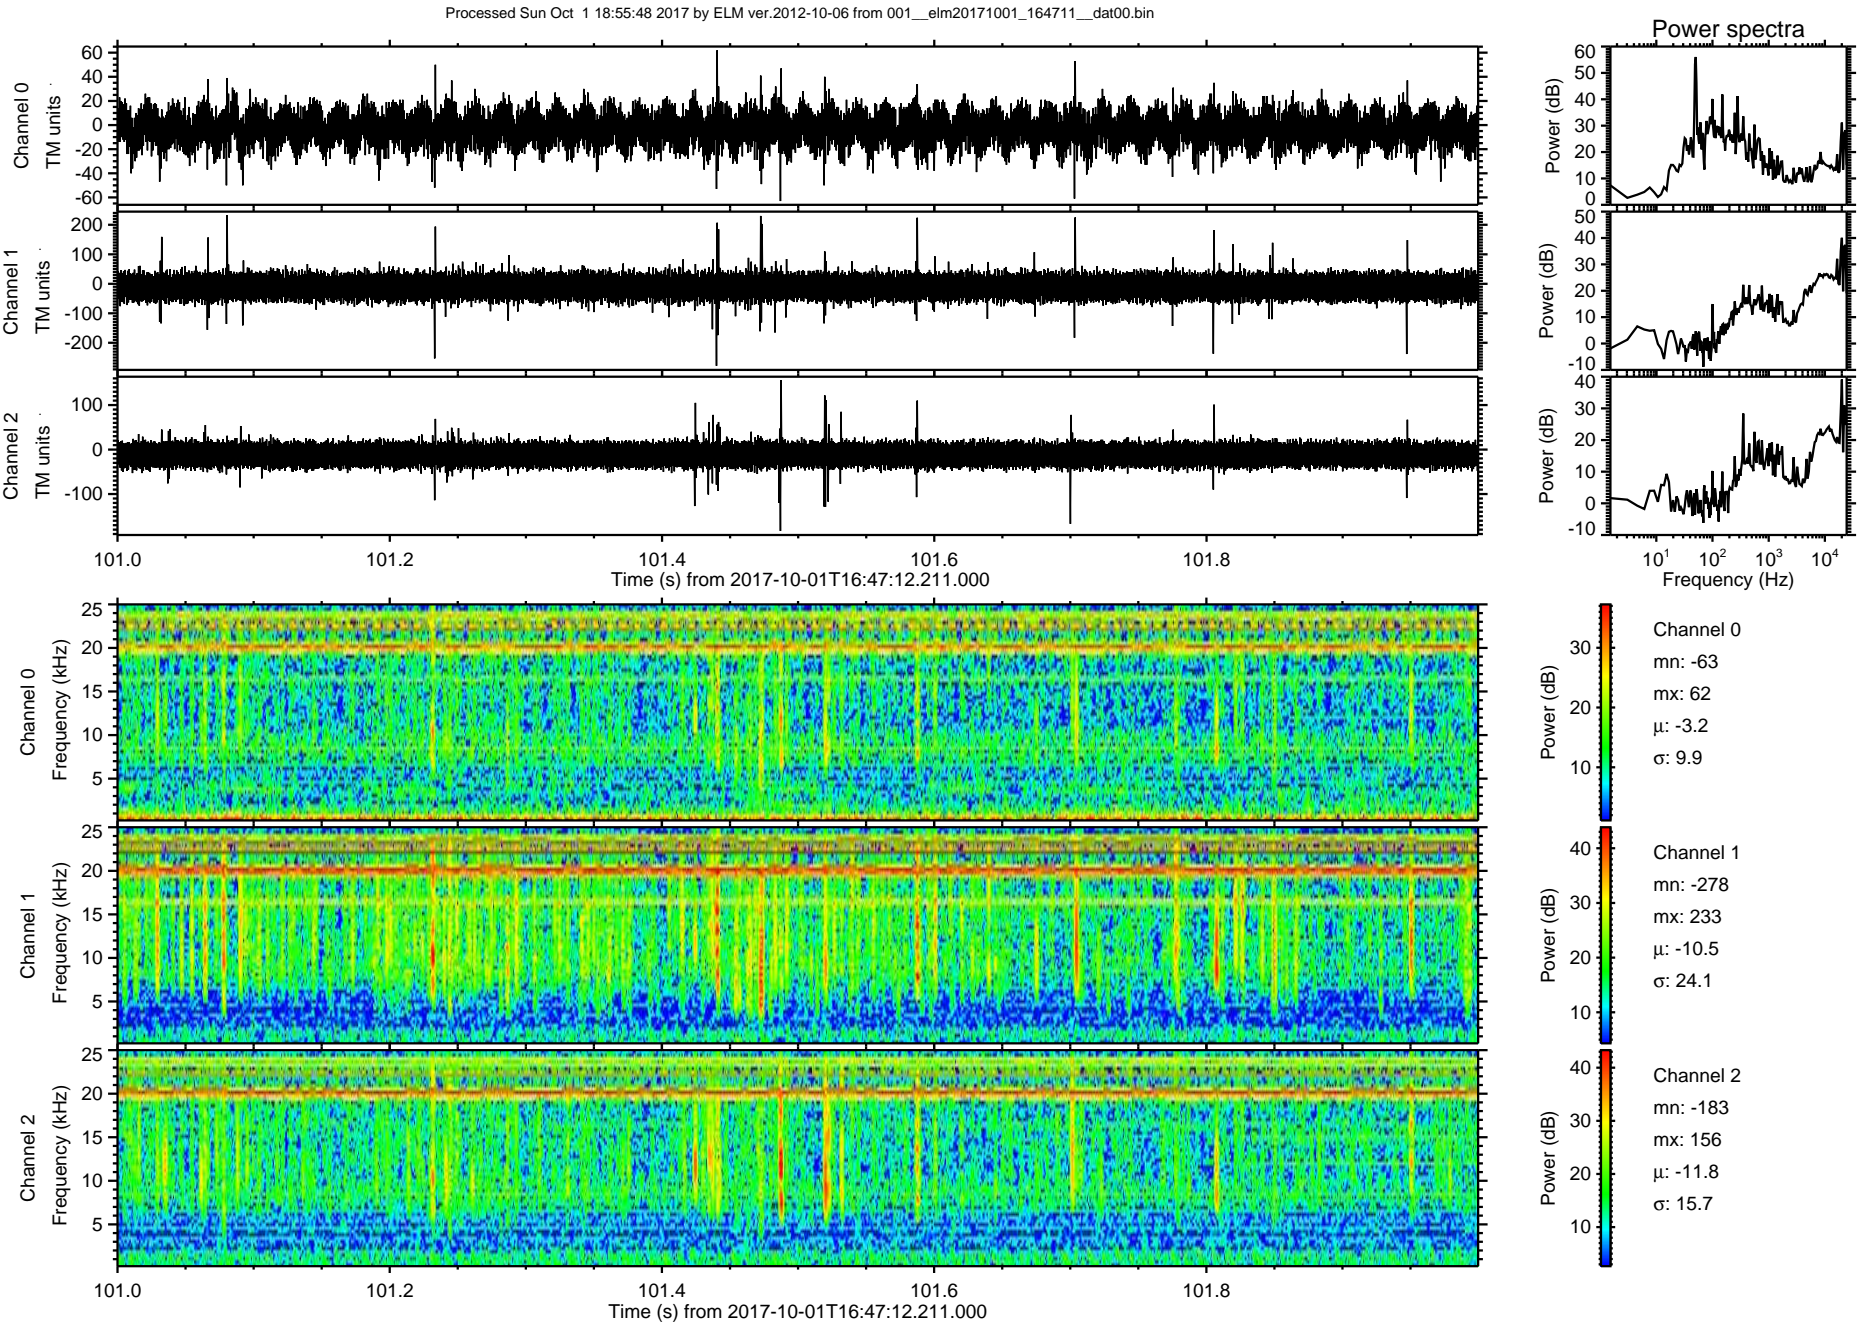 Processed Sun Oct  1 18:55:48 2017 by ELM ver.2012-10-06 from 001__elm20171001_164711__dat00.bin
Power spectra
Channel 0
TM units
60
40
20
0
-20
-40
-60
Power (dB)
60
50
40
30
20
10
0
Channel 1
TM units
200
100
0
-100
-200
Power (dB)
50
40
30
20
10
0
-10
Channel 2
TM units
100
0
-100
Power (dB)
40
30
20
10
0
-10
101.0 101.2 101.4 101.6 101.8
Time (s) from 2017-10-01T16:47:12.211.000
10¹ 10² 10³ 10⁴
Frequency (Hz)
Channel 0
Frequency (kHz)
25
20
15
10
5
Power (dB)
30
20
10
Channel 0
mn: -63
mx: 62
μ: -3.2
σ: 9.9
Channel 1
Frequency (kHz)
25
20
15
10
5
Power (dB)
40
30
20
10
Channel 1
mn: -278
mx: 233
μ: -10.5
σ: 24.1
Channel 2
Frequency (kHz)
25
20
15
10
5
Power (dB)
40
30
20
10
Channel 2
mn: -183
mx: 156
μ: -11.8
σ: 15.7
101.0 101.2 101.4 101.6 101.8
Time (s) from 2017-10-01T16:47:12.211.000